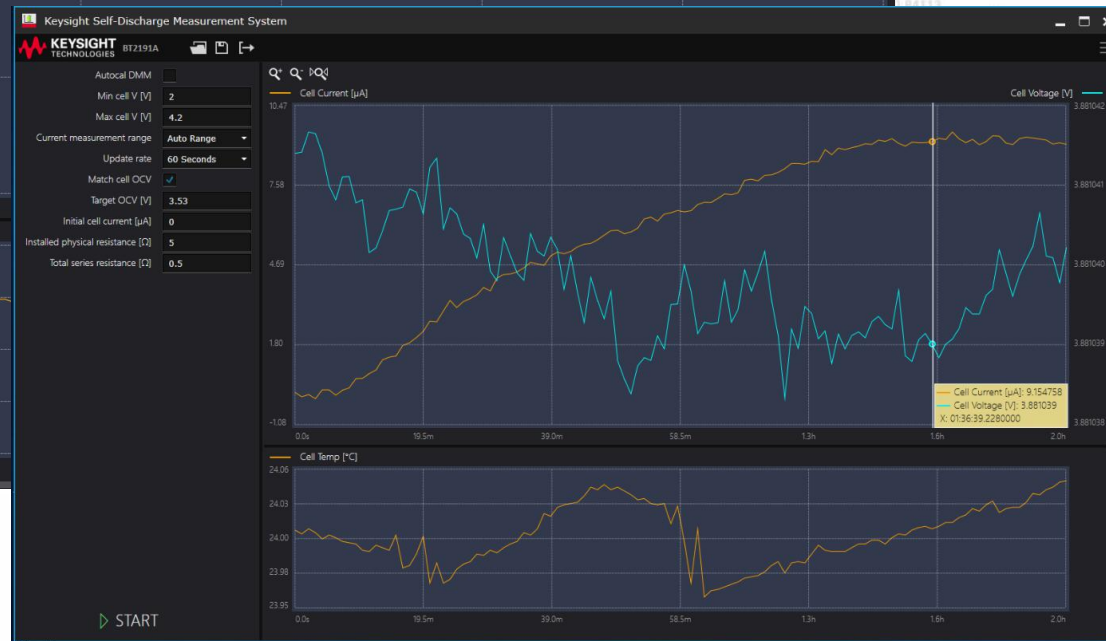 Keysight Self-Discharge Measurement System
KEYSIGHT
TECHNOLOGIES
BT2191A
Autocal DMM
Min cell V [V] 2
Max cell V [V] 4.2
Current measurement range Auto Range
Update rate 60 Seconds
Match cell OCV
Target OCV [V] 3.53
Initial cell current [µA] 0
Installed physical resistance [Ω] 5
Total series resistance [Ω] 0.5
START
Cell Current [µA] Cell Voltage [V]
10.47 3.881042
7.58 3.881041
4.69 3.881040
1.80 3.881039
-1.08 3.881038
Cell Current [µA]: 9.154758
Cell Voltage [V]: 3.881039
X: 01:36:39.2280000
0.0s 19.5m 39.0m 58.5m 1.3h 1.6h 2.0h
Cell Temp [°C]
24.06
24.03
24.00
23.98
23.95
0.0s 19.5m 39.0m 58.5m 1.3h 1.6h 2.0h